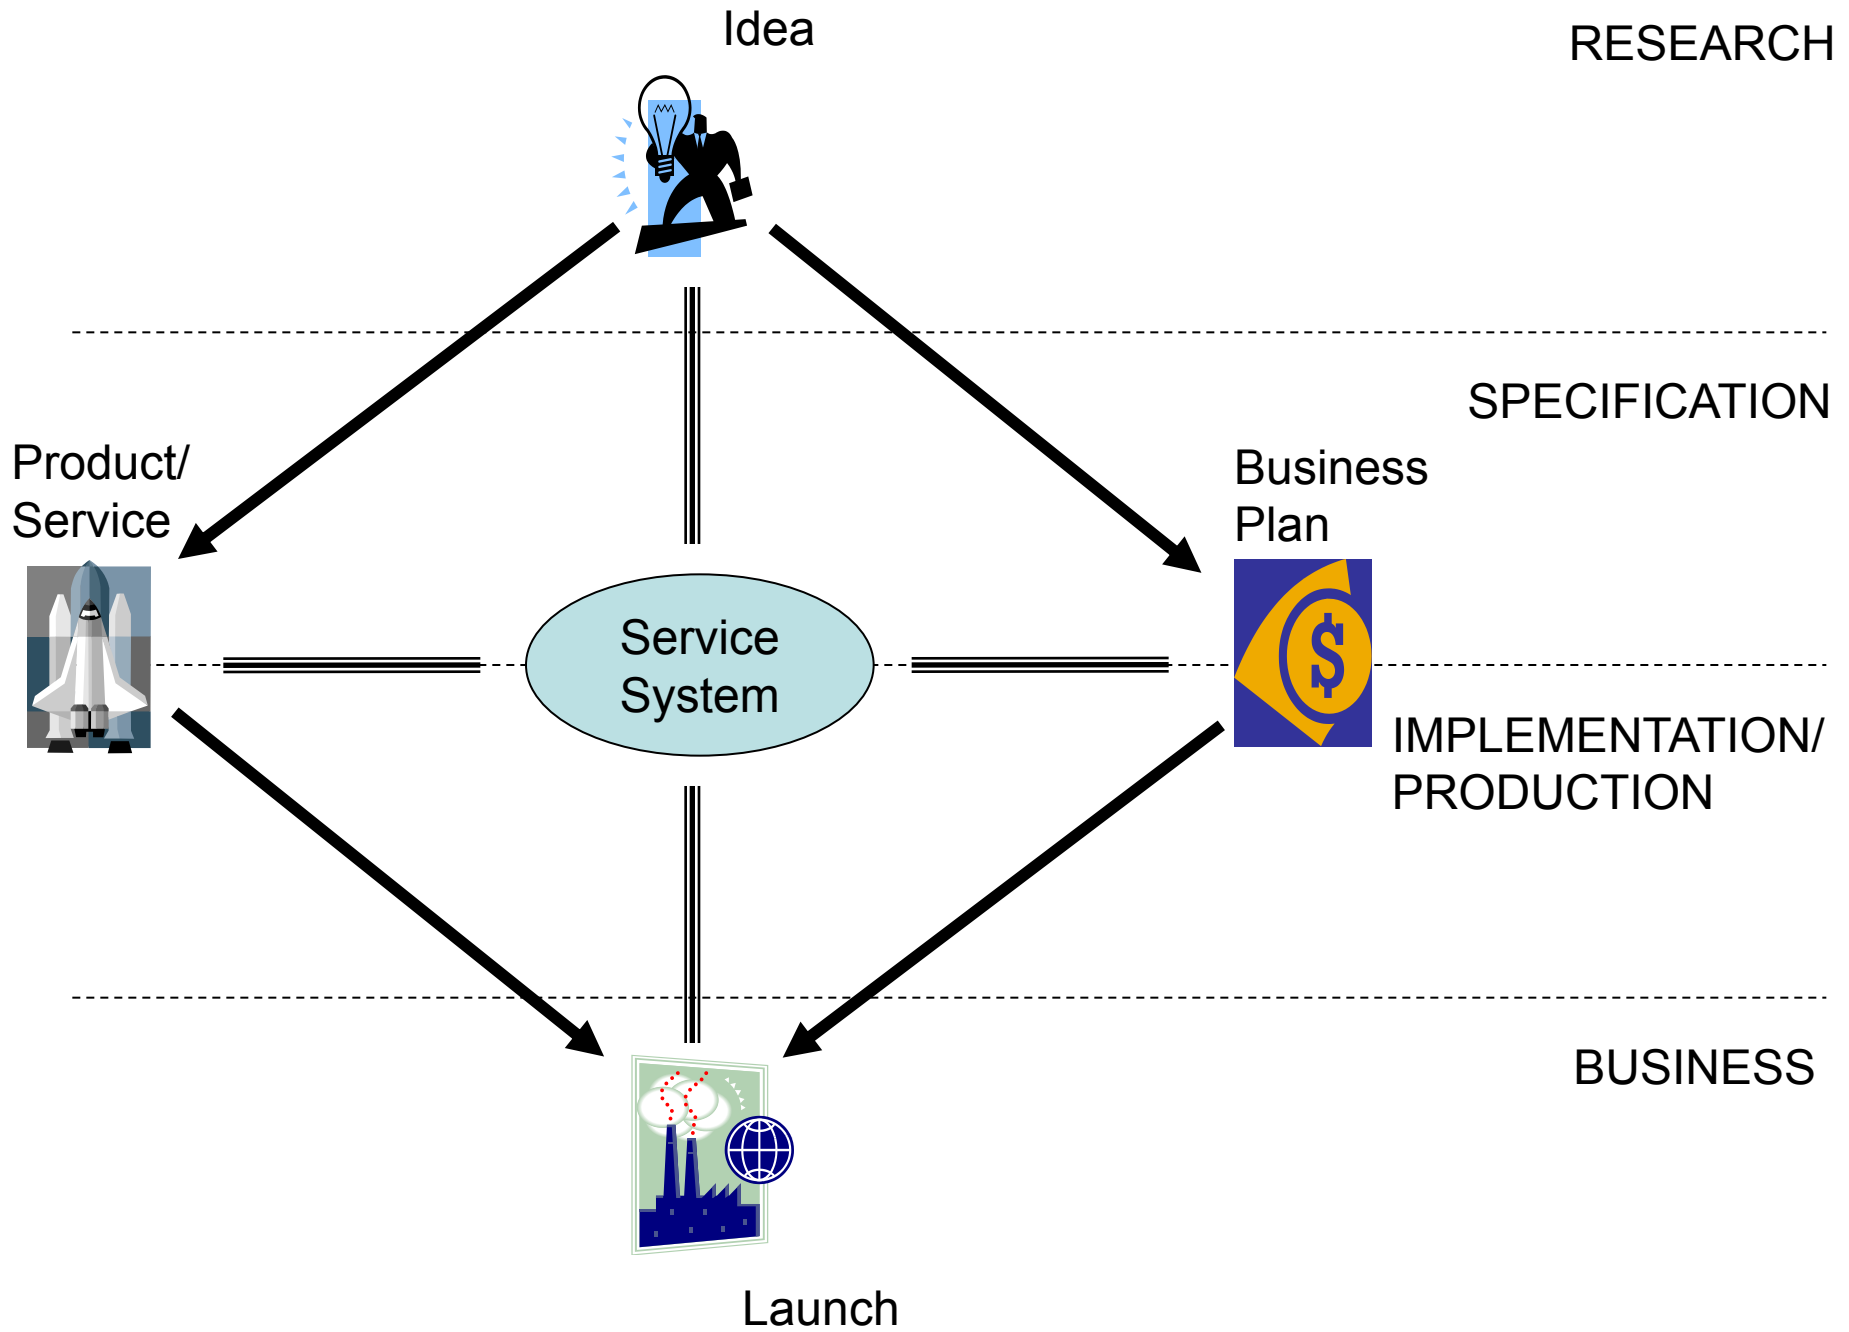 Idea
RESEARCH
SPECIFICATION
Product/
Service
Business
Plan
Service
System
$
IMPLEMENTATION/
PRODUCTION
BUSINESS
Launch